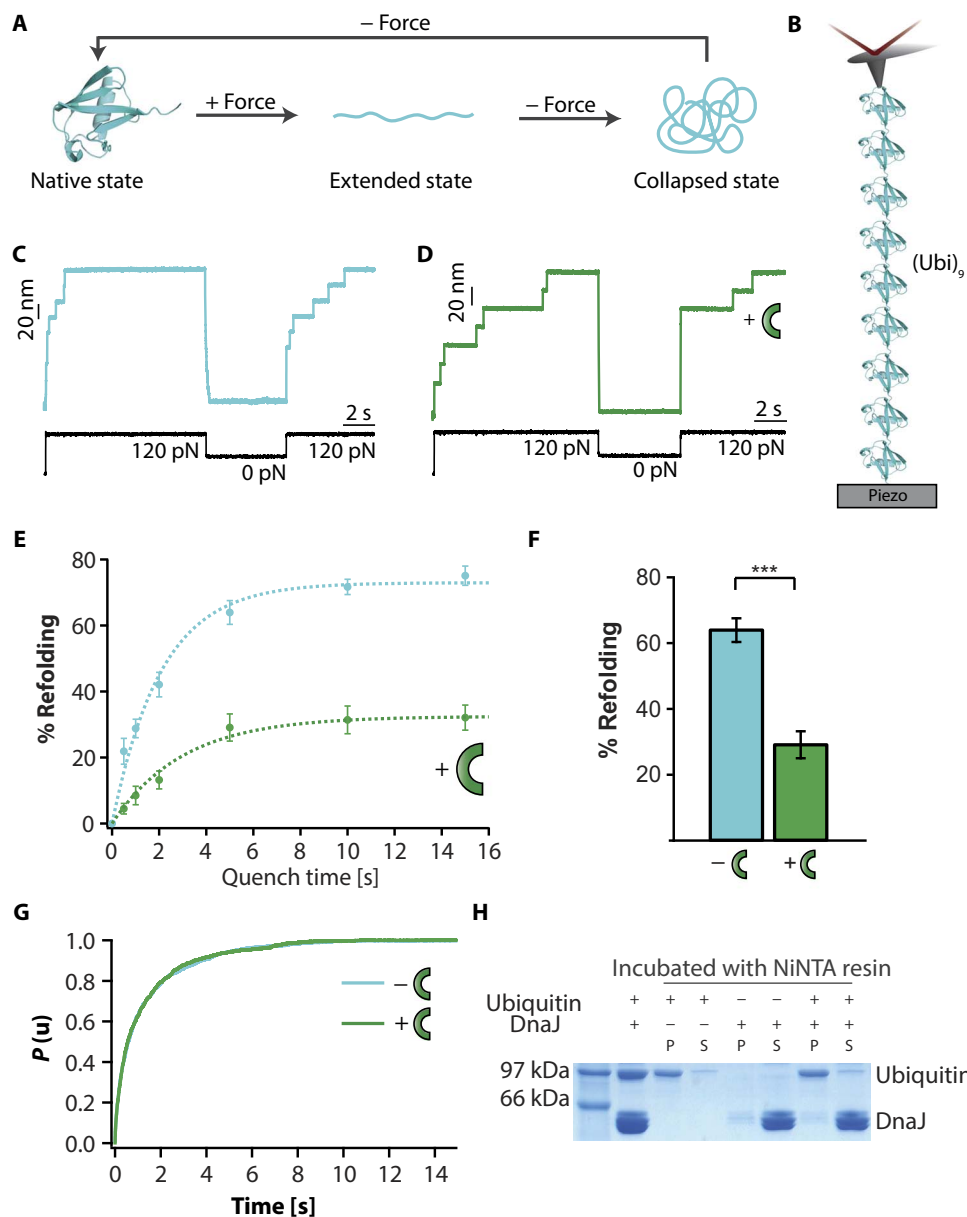 A
− Force
B
+ Force
− Force
Native state
Extended state
Collapsed state
(Ubi)9
C
D
20 nm
20 nm
+
2 s
2 s
120 pN
0 pN
120 pN
120 pN
0 pN
120 pN
Piezo
E
F
80
60
40
20
0
% Refolding
+
0 2 4 6 8 10 12 14 16
Quench time [s]
80
60
40
20
% Refolding
***
− +
G
H
1.0
0.8
0.6
0.4
0.2
0.0
P (u)
−
+
0 2 4 6 8 10 12 14
Time [s]
Incubated with NiNTA resin
Ubiquitin + + + − − + +
DnaJ + − − + + + +
P S P S P S
97 kDa
66 kDa
Ubiquitin
DnaJ